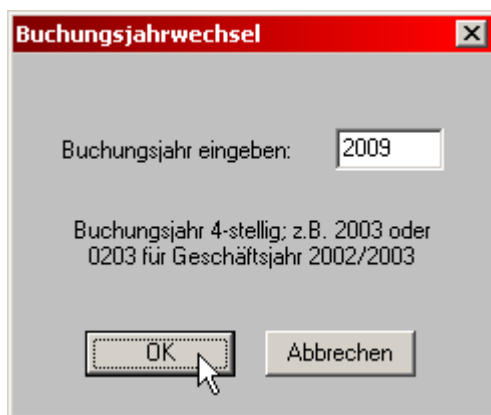 Buchungsjahrwechsel
Buchungsjahr eingeben: 2009
Buchungsjahr 4-stellig; z.B. 2003 oder
0203 für Geschäftsjahr 2002/2003
OK Abbrechen